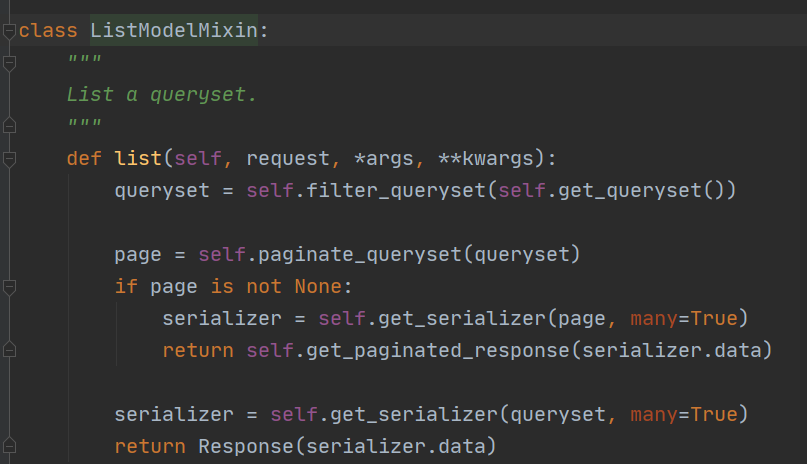 class ListModelMixin:
    """
    List a queryset.
    """
    def list(self, request, *args, **kwargs):
        queryset = self.filter_queryset(self.get_queryset())

        page = self.paginate_queryset(queryset)
        if page is not None:
            serializer = self.get_serializer(page, many=True)
            return self.get_paginated_response(serializer.data)

        serializer = self.get_serializer(queryset, many=True)
        return Response(serializer.data)